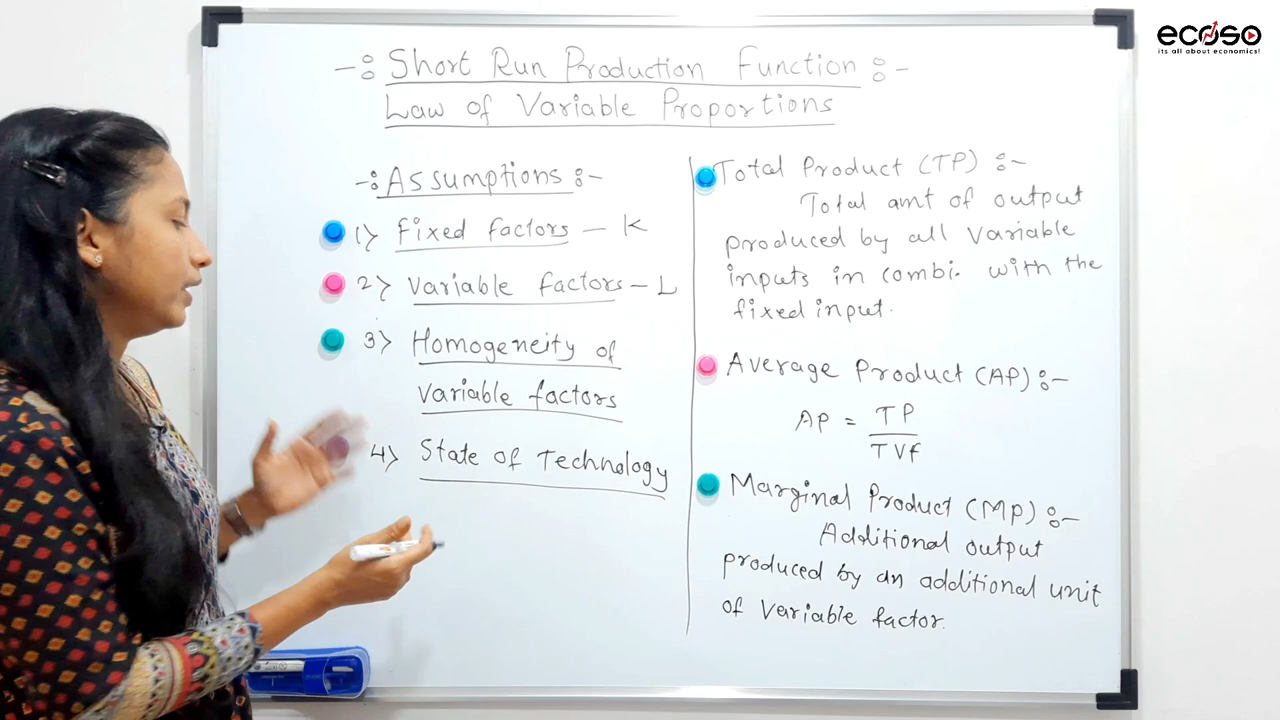 ecoso
its all about economics!
-: Short Run Production Function :-
Law of Variable Proportions
-: Assumptions :-
1) Fixed factors - K
2) Variable factors - L
3) Homogeneity of
variable factors
4) State of Technology
Total Product (TP) :-
Total amt of output
produced by all variable
inputs in combi. with the
fixed input.
Average Product (AP) :-
AP = TP
TVf
Marginal Product (MP) :-
Additional output
produced by an additional unit
of variable factor.